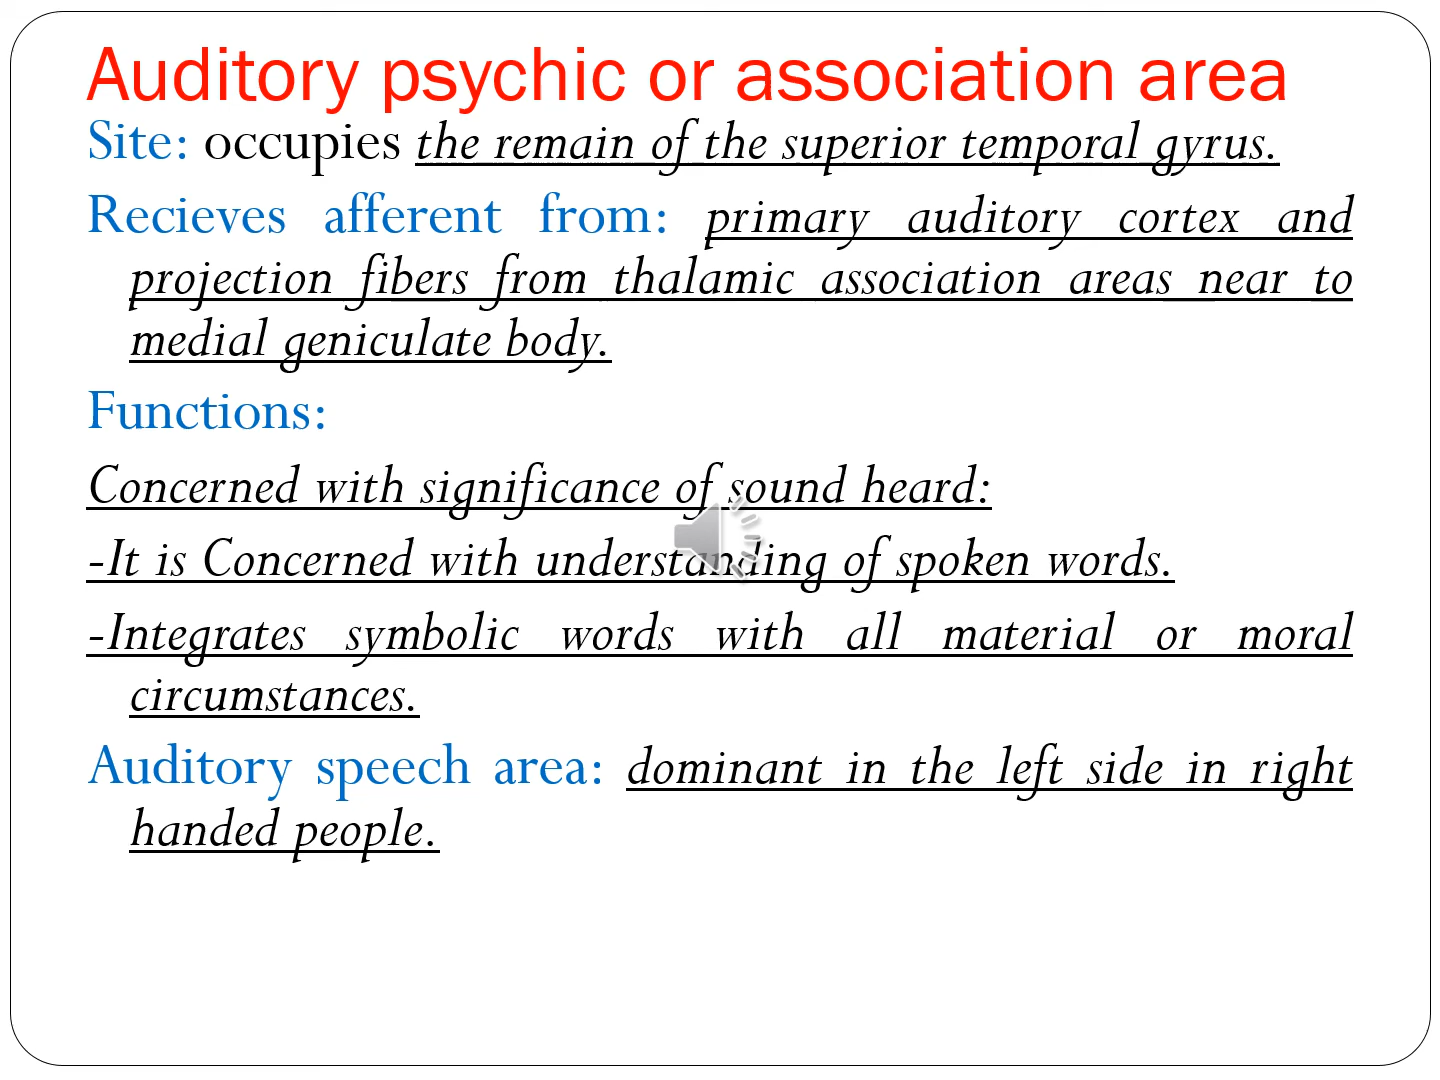 Auditory psychic or association area
Site: occupies the remain of the superior temporal gyrus.
Recieves afferent from: primary auditory cortex and
projection fibers from thalamic association areas near to
medial geniculate body.
Functions:
Concerned with significance of sound heard:
-It is Concerned with understanding of spoken words.
-Integrates symbolic words with all material or moral
circumstances.
Auditory speech area: dominant in the left side in right
handed people.